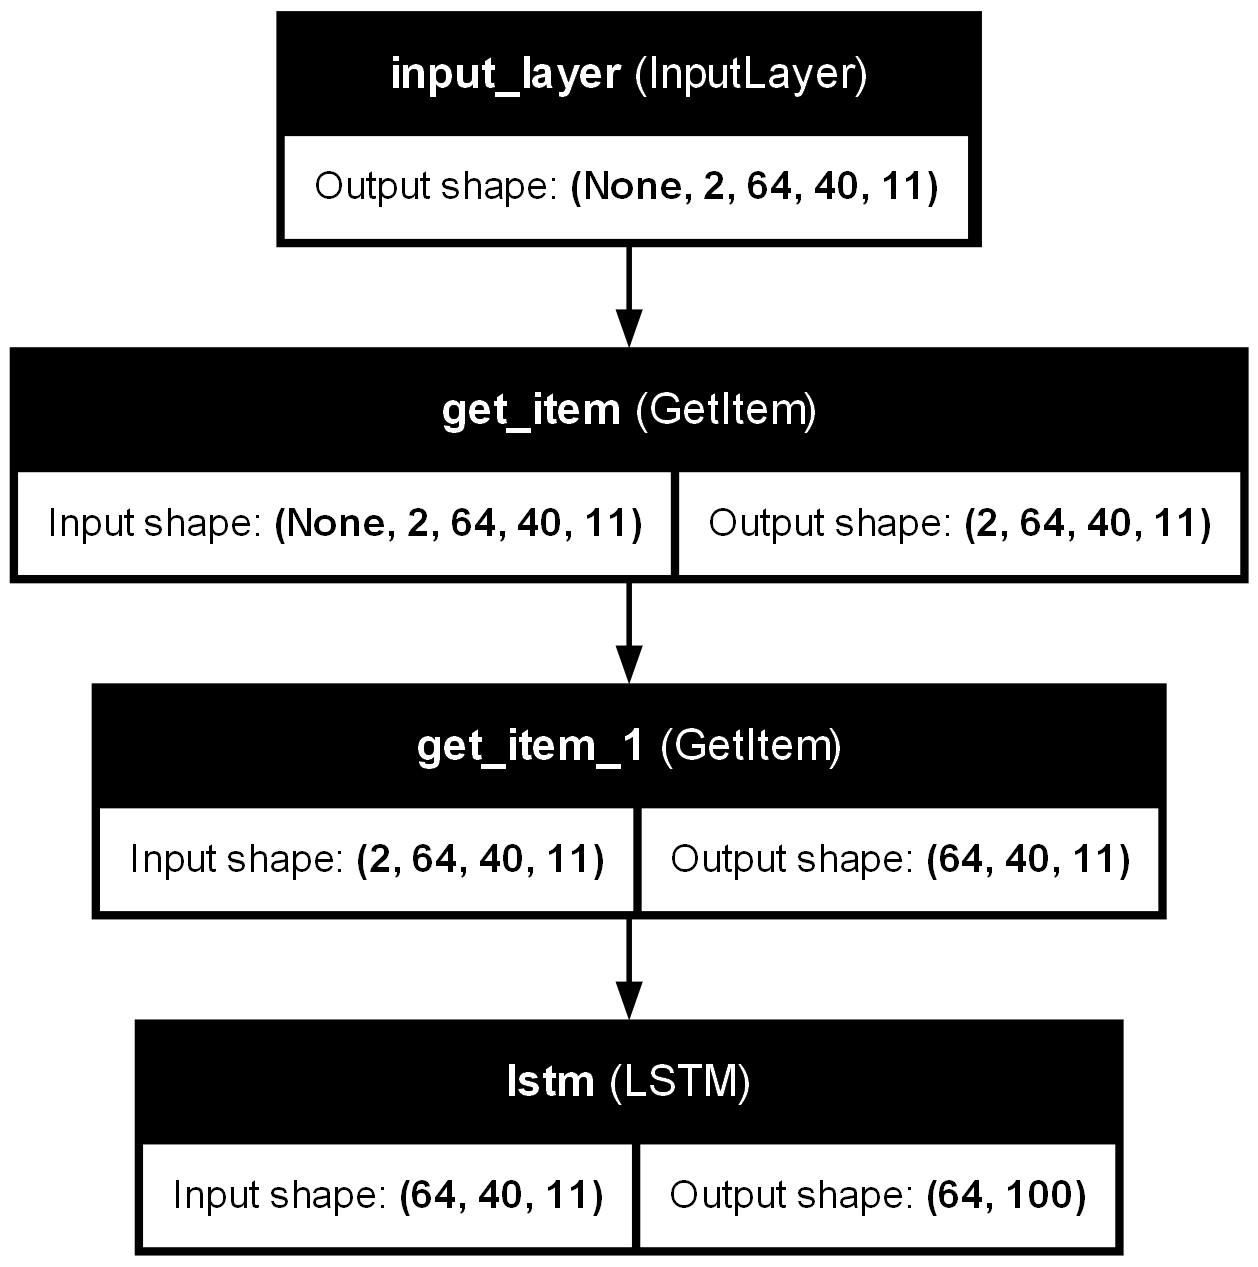 input_layer (InputLayer)
Output shape: (None, 2, 64, 40, 11)
get_item (GetItem)
Input shape: (None, 2, 64, 40, 11) Output shape: (2, 64, 40, 11)
get_item_1 (GetItem)
Input shape: (2, 64, 40, 11) Output shape: (64, 40, 11)
lstm (LSTM)
Input shape: (64, 40, 11) Output shape: (64, 100)